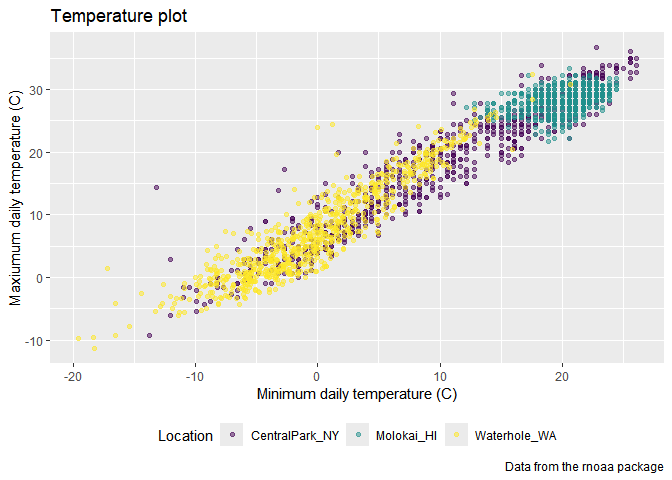 Temperature plot
Maxiumum daily temperature (C)
30
20
10
0
-10
-20
-10
0
10
20
Minimum daily temperature (C)
Location
CentralPark_NY
Molokai_HI
Waterhole_WA
Data from the rnoaa package